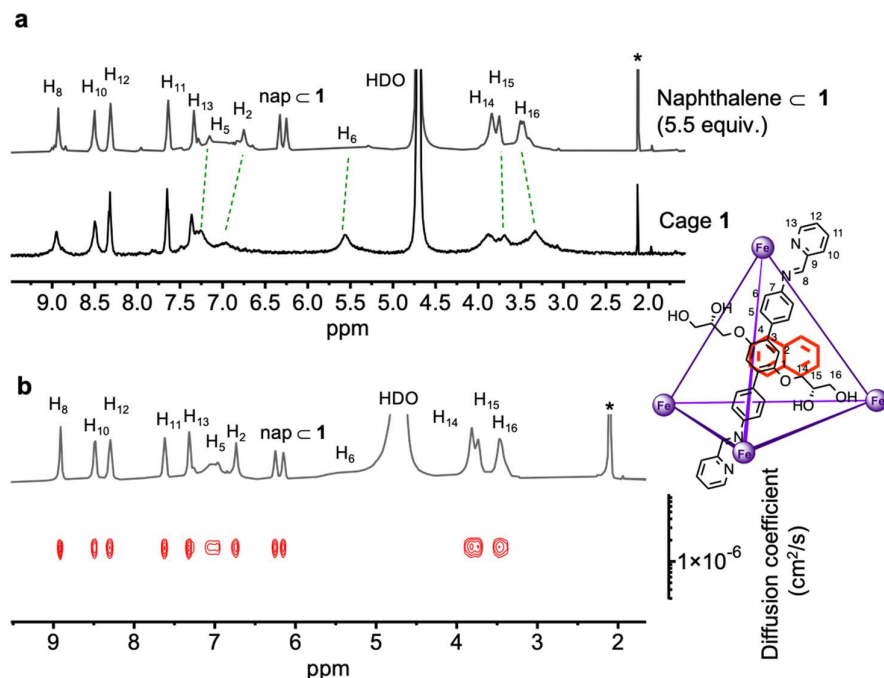 a
H8
H10
H12
H11
H13
H5
H2
nap ⊂ 1
H6
HDO
H14
H15
H16
*
Naphthalene ⊂ 1
(5.5 equiv.)
Cage 1
9.0 8.5 8.0 7.5 7.0 6.5 6.0 5.5 5.0 4.5 4.0 3.5 3.0 2.5 2.0
ppm
13 12
11
N
10
9
Fe
N
8
7
6
5
HO
OH
O
4
3
2
1
14
O
15
16
HO
OH
Fe
Fe
N
N
Fe
b
H8
H10
H12
H11
H13
H5
H2
nap ⊂ 1
H6
HDO
H14
H15
H16
*
1×10-6
Diffusion coefficient
(cm2/s)
9 8 7 6 5 4 3 2
ppm